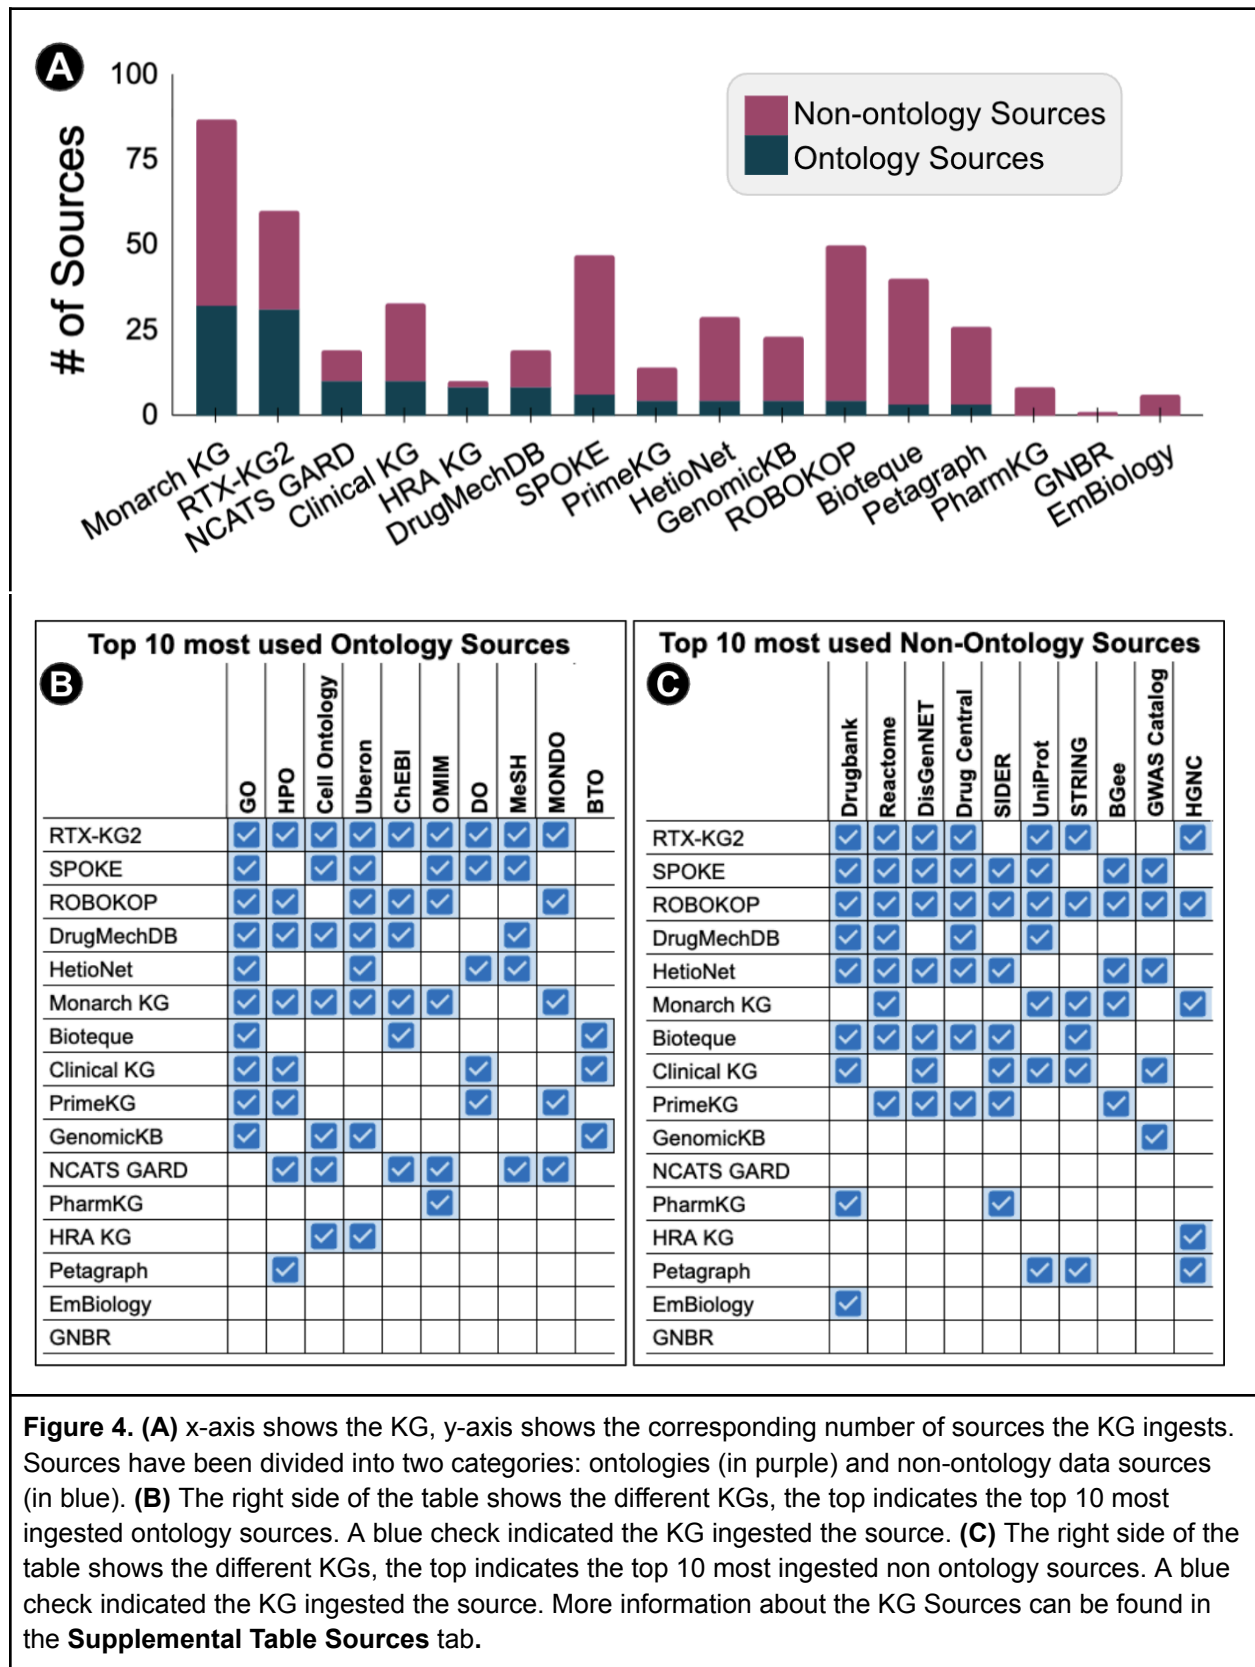 A
# of Sources
100
75
50
25
0
Non-ontology Sources
Ontology Sources
Monarch KG
RTX-KG2
NCATS GARD
Clinical KG
HRA KG
DrugMechDB
SPOKE
PrimeKG
HetioNet
GenomicKB
ROBOKOP
Bioteque
Petagraph
PharmKG
GNBR
EmBiology
Top 10 most used Ontology Sources
B
GO
HPO
Cell Ontology
Uberon
ChEBI
OMIM
DO
MeSH
MONDO
BTO
RTX-KG2
SPOKE
ROBOKOP
DrugMechDB
HetioNet
Monarch KG
Bioteque
Clinical KG
PrimeKG
GenomicKB
NCATS GARD
PharmKG
HRA KG
Petagraph
EmBiology
GNBR
Top 10 most used Non-Ontology Sources
C
Drugbank
Reactome
DisGenNET
Drug Central
SIDER
UniProt
STRING
BGee
GWAS Catalog
HGNC
RTX-KG2
SPOKE
ROBOKOP
DrugMechDB
HetioNet
Monarch KG
Bioteque
Clinical KG
PrimeKG
GenomicKB
NCATS GARD
PharmKG
HRA KG
Petagraph
EmBiology
GNBR
Figure 4. (A) x-axis shows the KG, y-axis shows the corresponding number of sources the KG ingests.
Sources have been divided into two categories: ontologies (in purple) and non-ontology data sources
(in blue). (B) The right side of the table shows the different KGs, the top indicates the top 10 most
ingested ontology sources. A blue check indicated the KG ingested the source. (C) The right side of the
table shows the different KGs, the top indicates the top 10 most ingested non ontology sources. A blue
check indicated the KG ingested the source. More information about the KG Sources can be found in
the Supplemental Table Sources tab.